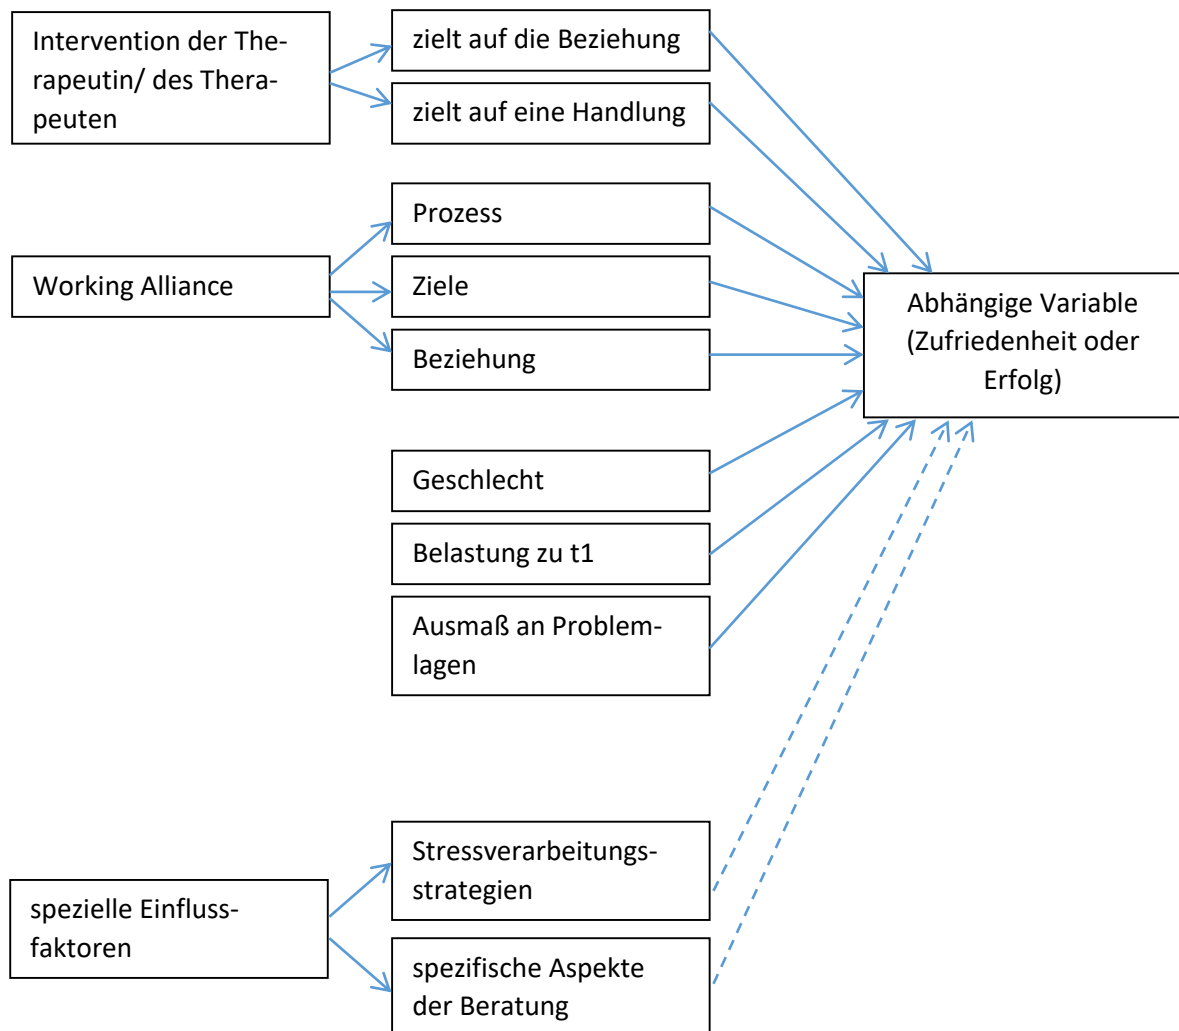 Intervention der The-
rapeutin/ des Thera-
peuten
zielt auf die Beziehung
zielt auf eine Handlung
Working Alliance
Prozess
Ziele
Beziehung
Abhängige Variable
(Zufriedenheit oder
Erfolg)
Geschlecht
Belastung zu t1
Ausmaß an Problem-
lagen
spezielle Einfluss-
faktoren
Stressverarbeitungs-
strategien
spezifische Aspekte
der Beratung